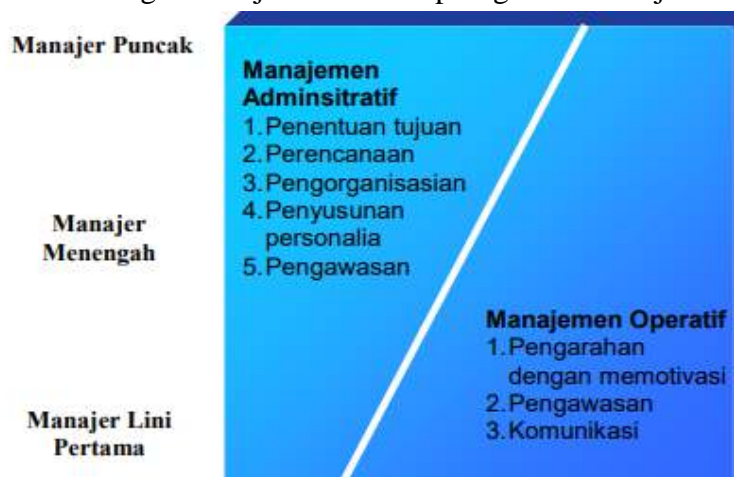 Manajer Puncak
Manajemen
Adminsitratif
1.Penentuan tujuan
2.Perencanaan
3.Pengorganisasian
4.Penyusunan
personalia
5.Pengawasan
Manajer
Menengah
Manajemen Operatif
1.Pengarahan
dengan memotivasi
2.Pengawasan
3.Komunikasi
Manajer Lini
Pertama